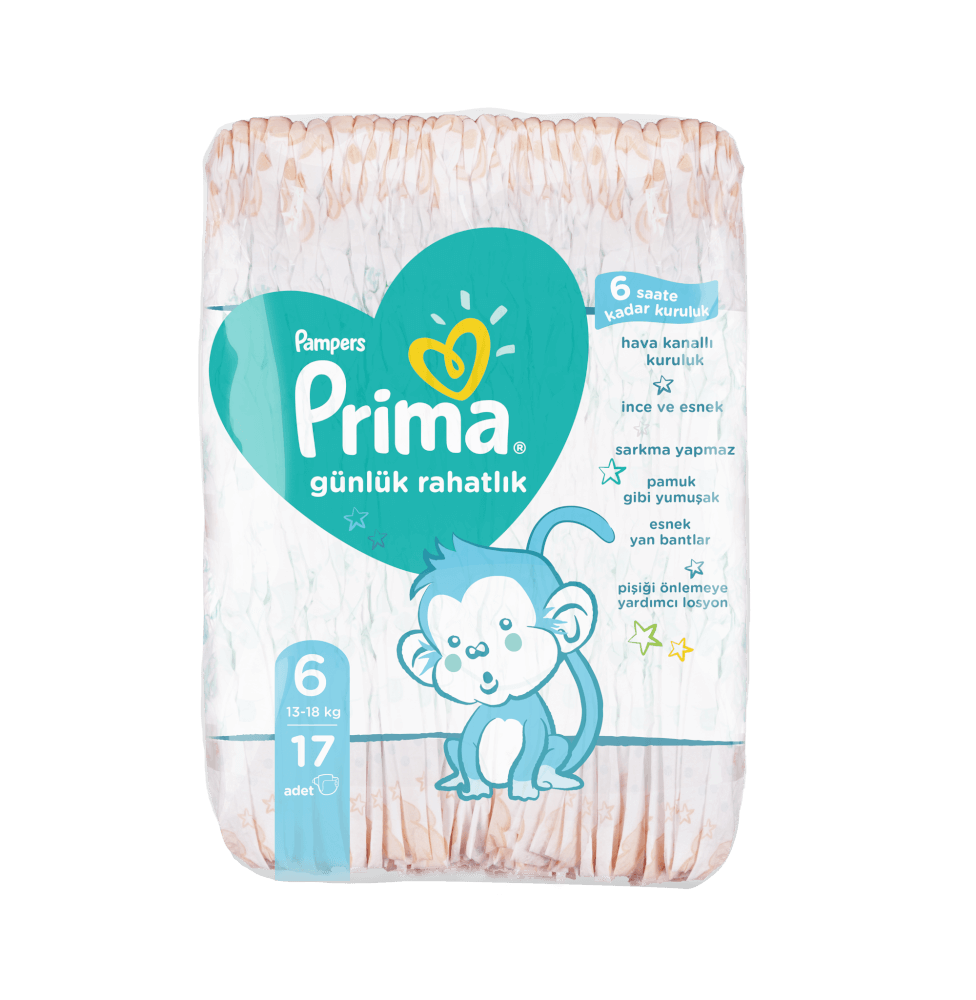 Pampers
Prima®
günlük rahatlık
6 saate
kadar kuruluk
hava kanallı
kuruluk
ince ve esnek
sarkma yapmaz
pamuk
gibi yumuşak
esnek
yan bantlar
pişiği önlemeye
yardımcı losyon
6
13-18 kg
17
adet